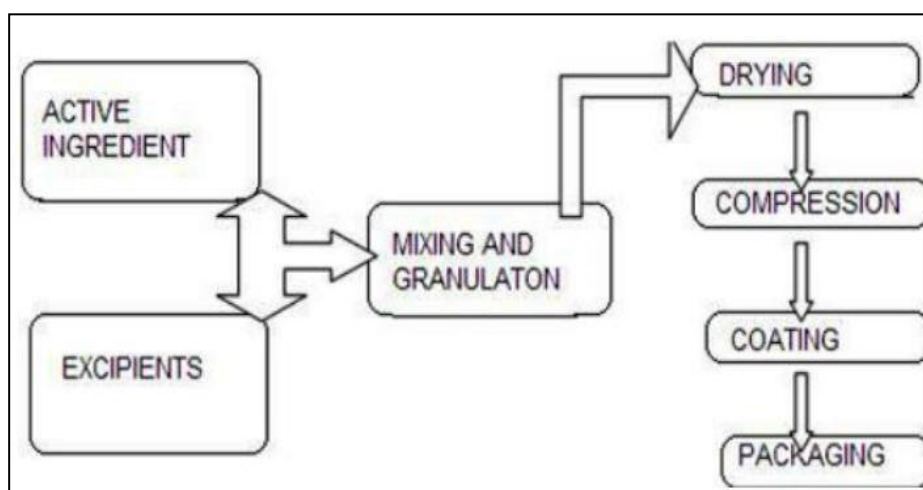 ACTIVE
INGREDIENT
EXCIPIENTS
MIXING AND
GRANULATON
DRYING
COMPRESSION
COATING
PACKAGING